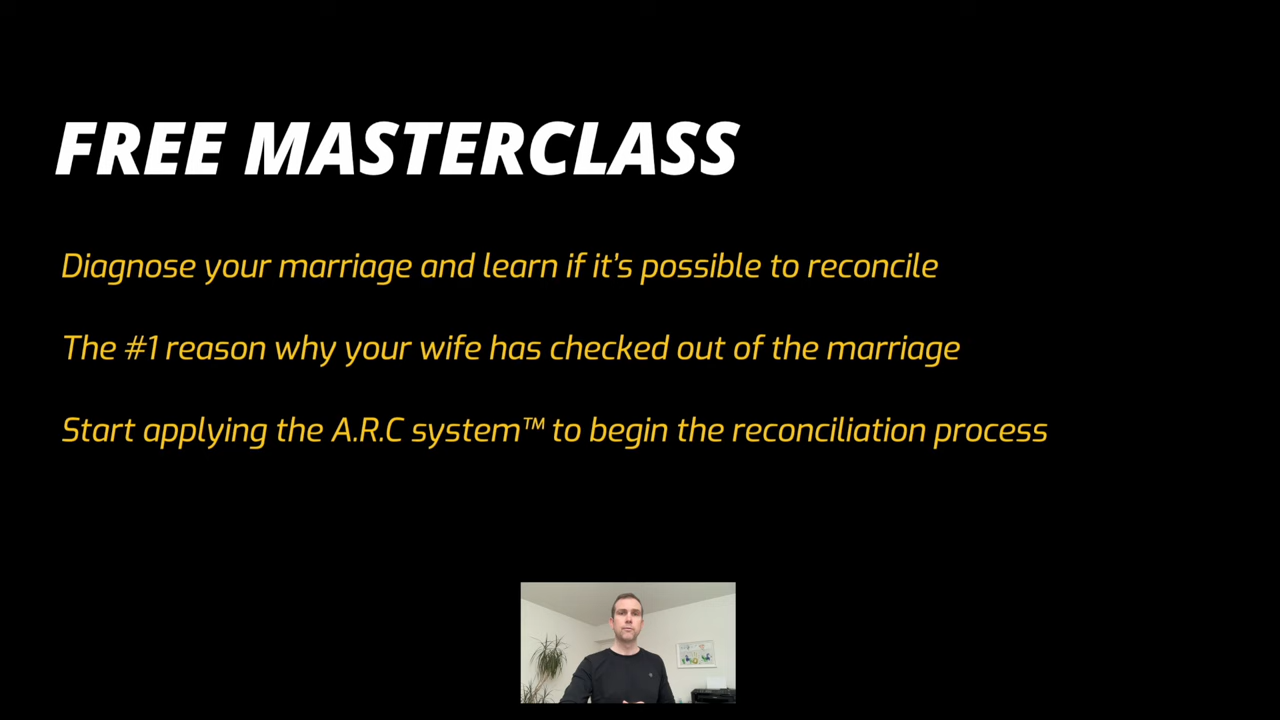 FREE MASTERCLASS
Diagnose your marriage and learn if it’s possible to reconcile
The #1 reason why your wife has checked out of the marriage
Start applying the A.R.C system™ to begin the reconciliation process